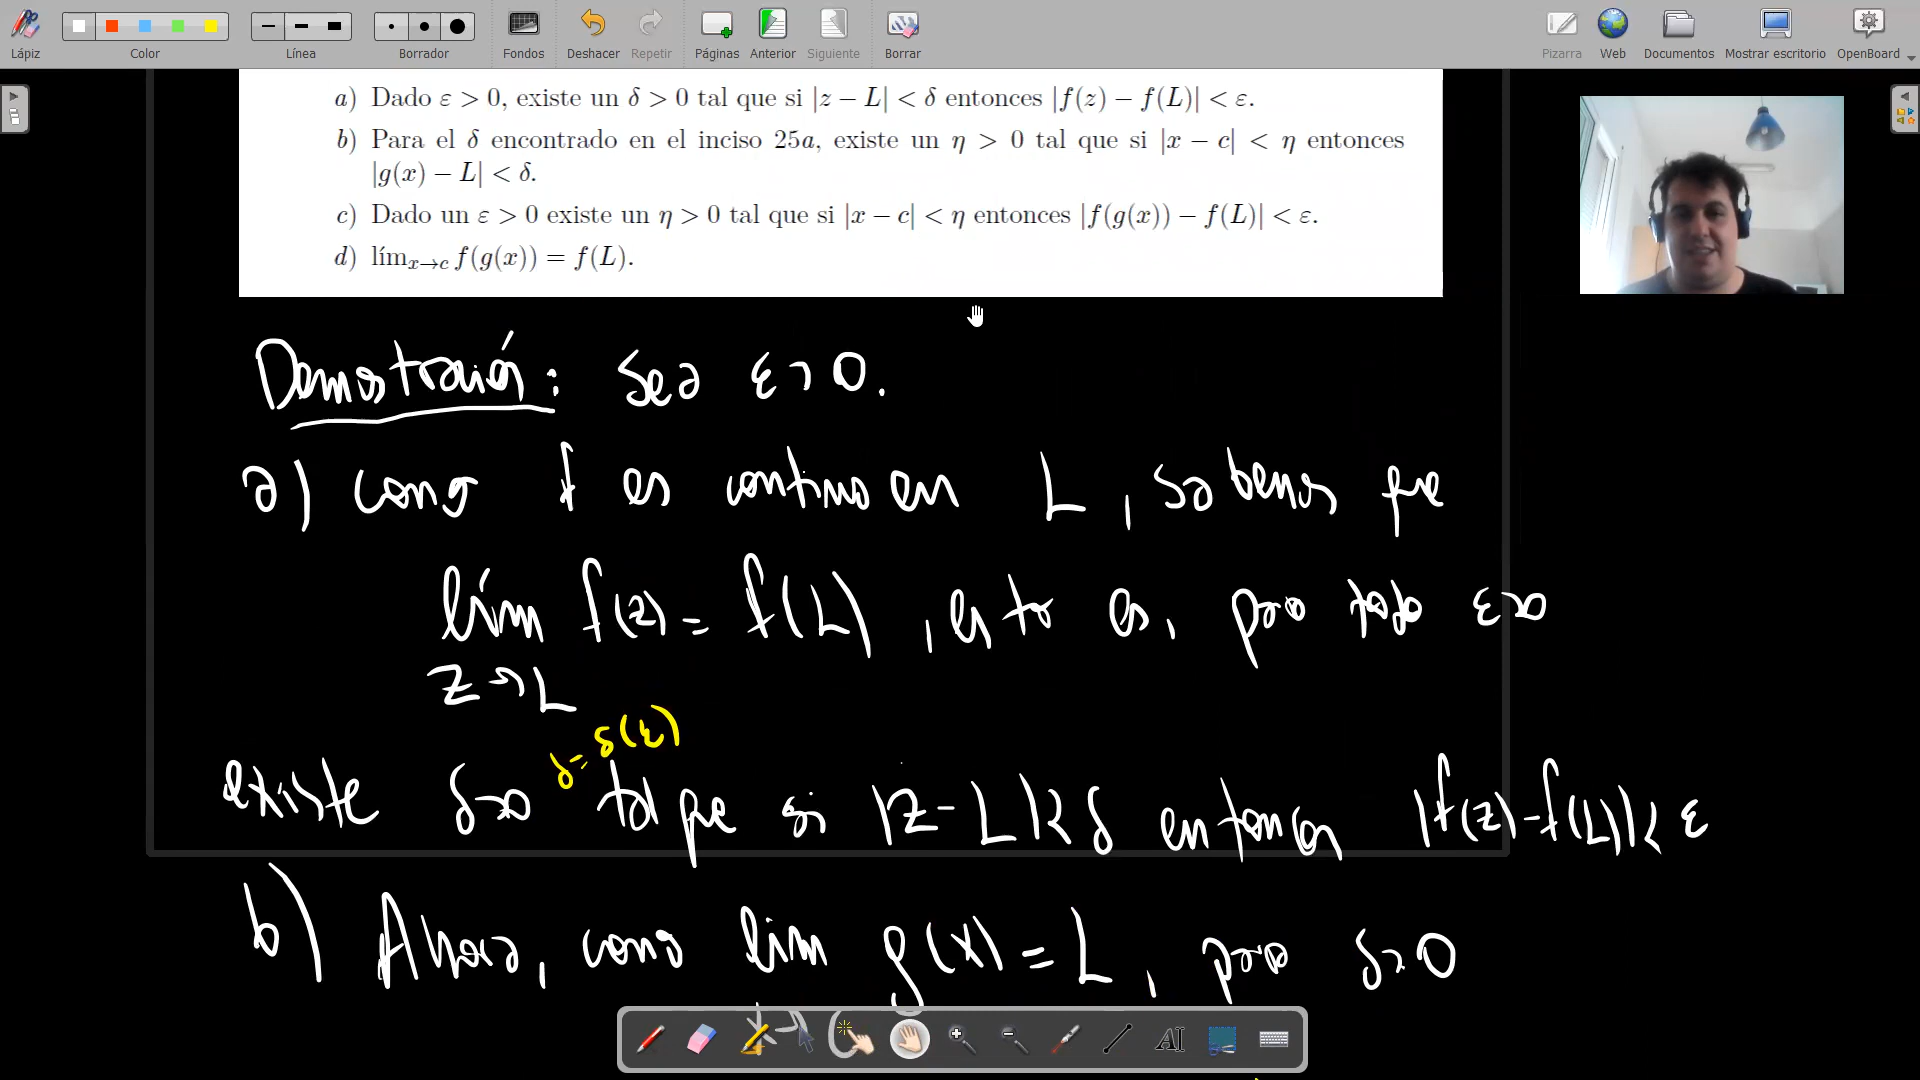 Lápiz Color Línea Borrador Fondos Deshacer Repetir Páginas Anterior Siguiente Borrar Pizarra Web Documentos Mostrar escritorio OpenBoard
a) Dado ε > 0, existe un δ > 0 tal que si |z − L| < δ entonces |f(z) − f(L)| < ε.
b) Para el δ encontrado en el inciso 25a, existe un η > 0 tal que si |x − c| < η entonces
|g(x) − L| < δ.
c) Dado un ε > 0 existe un η > 0 tal que si |x − c| < η entonces |f(g(x)) − f(L)| < ε.
d) lím_{x→c} f(g(x)) = f(L).
Demostración: Sea ε > 0.
a) como f es continua en L, sabemos que
lím f(z) = f(L), esto es, para todo ε>0
z→L
δ = δ(ε)
existe δ>0 tal que si |z − L| < δ entonces |f(z) − f(L)| < ε
b) Ahora, como lim g(x) = L, para δ>0
AI